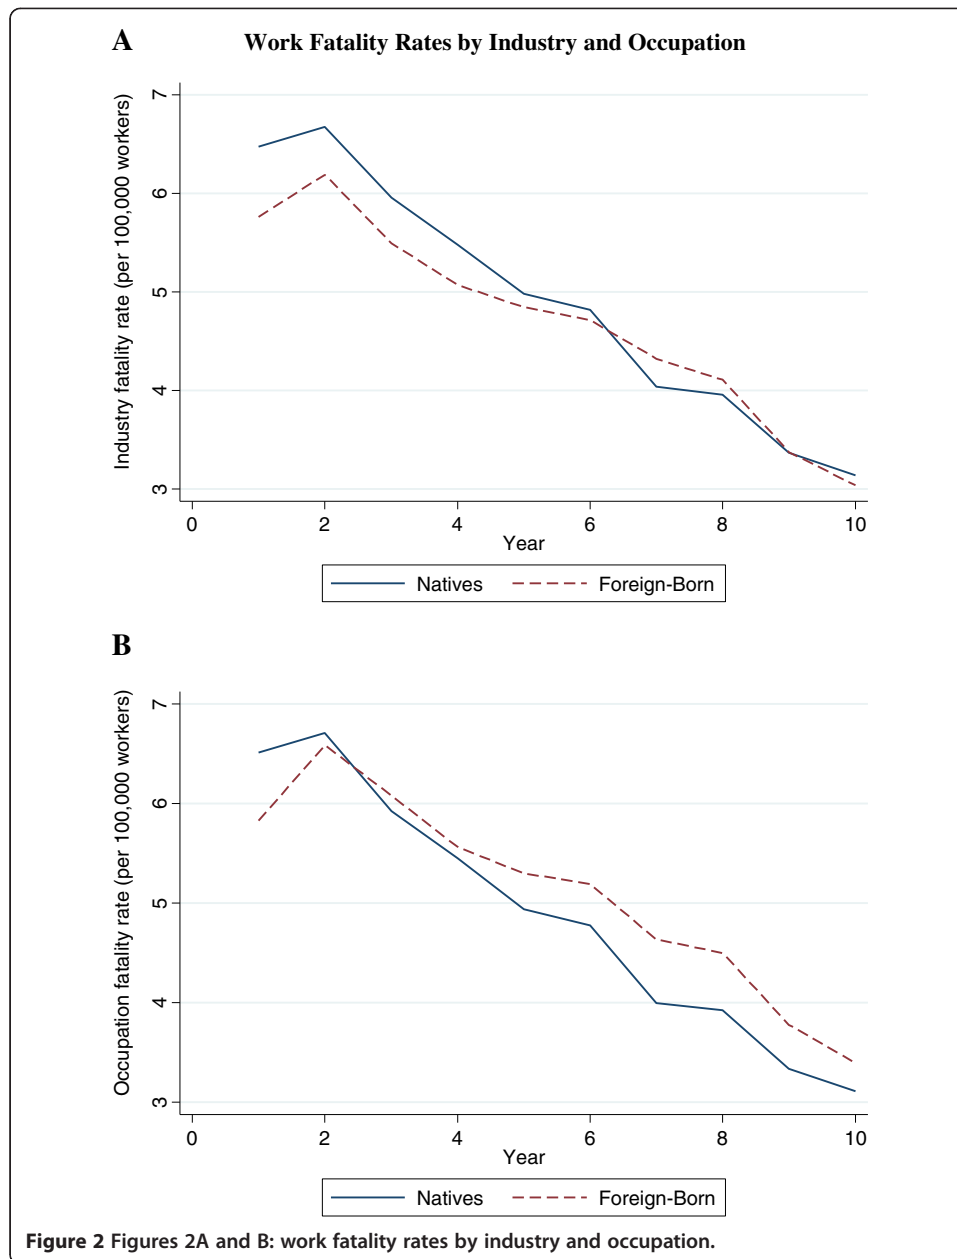 A
Work Fatality Rates by Industry and Occupation
Industry fatality rate (per 100,000 workers)
7
6
5
4
3
0 2 4 6 8 10
Year
Natives Foreign-Born
B
Occupation fatality rate (per 100,000 workers)
7
6
5
4
3
0 2 4 6 8 10
Year
Natives Foreign-Born
Figure 2 Figures 2A and B: work fatality rates by industry and occupation.